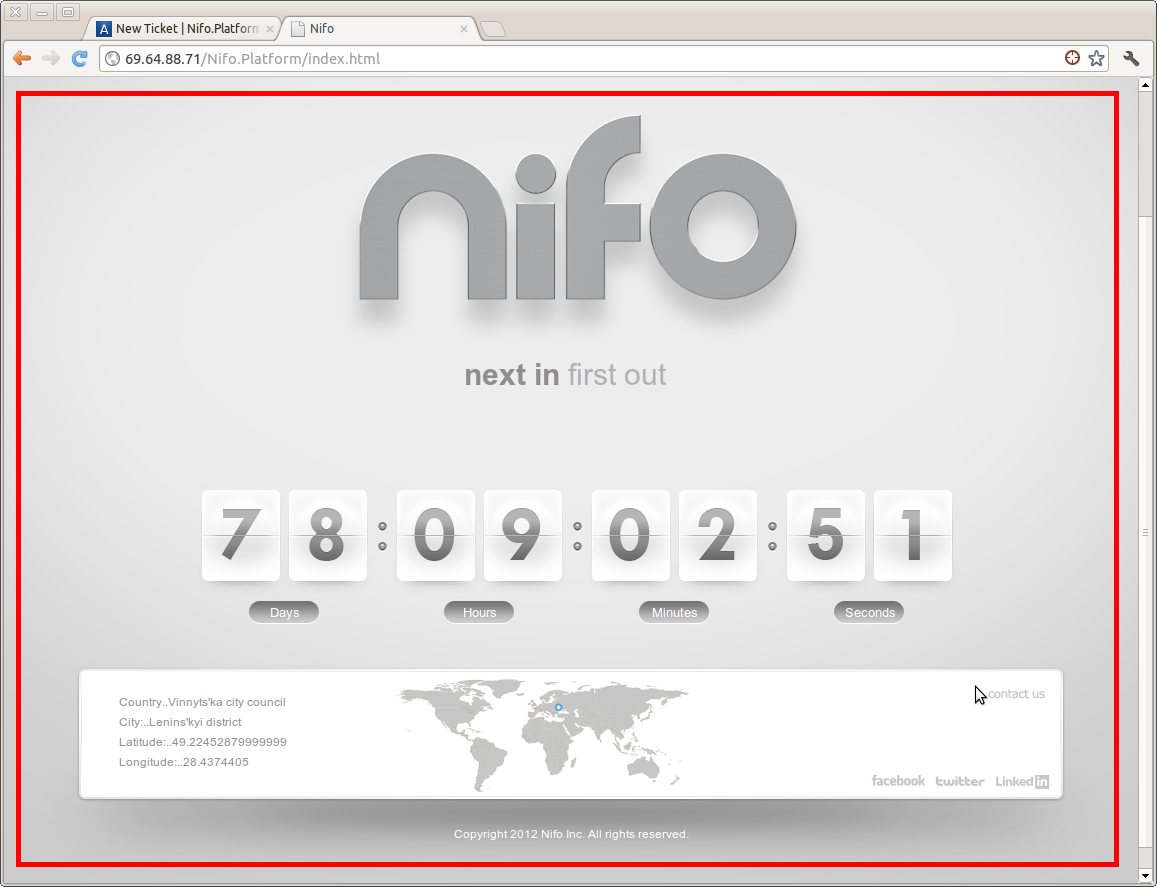 New Ticket | Nifo.Platform
Nifo
69.64.88.71/Nifo.Platform/index.html
nifo
next in first out
78:09:02:51
Days Hours Minutes Seconds
Country..Vinnyts'ka city council
City:..Lenins'kyi district
Latitude:..49.22452879999999
Longitude:..28.4374405
contact us
facebook twitter Linked in
Copyright 2012 Nifo Inc. All rights reserved.